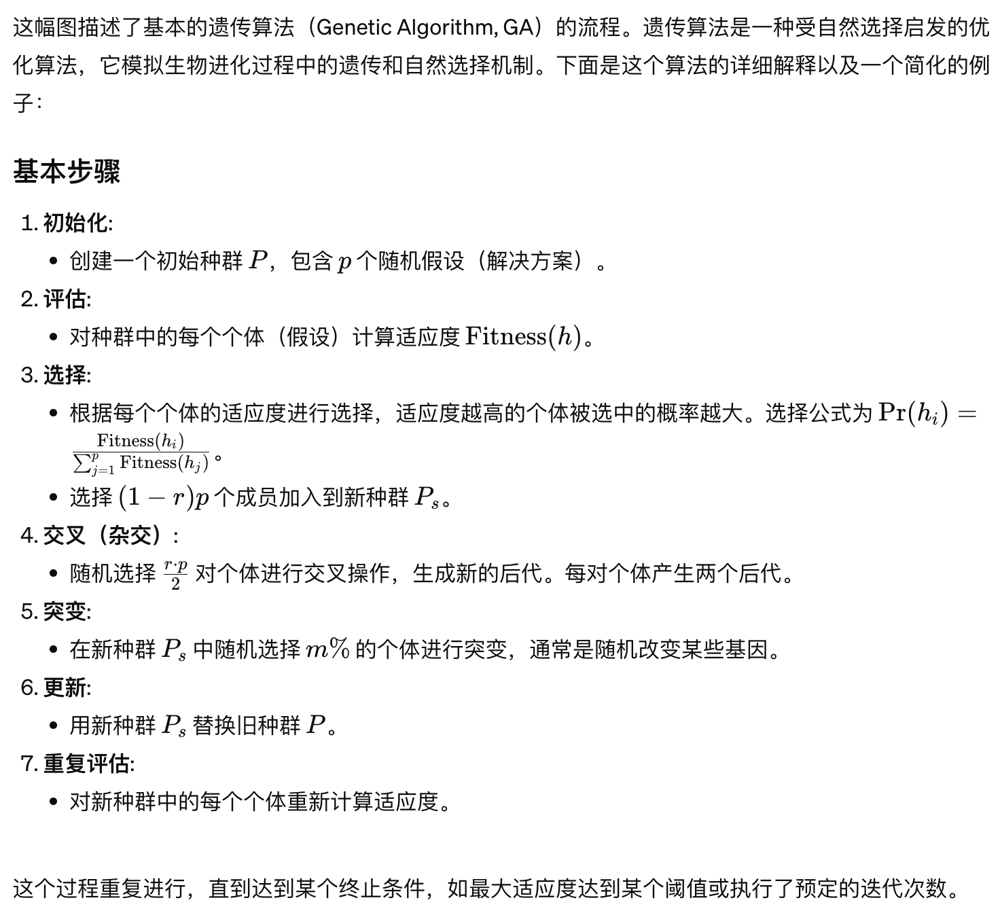 这幅图描述了基本的遗传算法（Genetic Algorithm, GA）的流程。遗传算法是一种受自然选择启发的优
化算法，它模拟生物进化过程中的遗传和自然选择机制。下面是这个算法的详细解释以及一个简化的例
子：
基本步骤
1. 初始化:
• 创建一个初始种群 P，包含 p 个随机假设（解决方案）。
2. 评估:
• 对种群中的每个个体（假设）计算适应度 Fitness(h)。
3. 选择:
• 根据每个个体的适应度进行选择，适应度越高的个体被选中的概率越大。选择公式为 Pr(h_i) =
\frac{Fitness(h_i)}{\sum_{j=1}^{p} Fitness(h_j)}。
• 选择 (1 − r)p 个成员加入到新种群 P_s。
4. 交叉（杂交）:
• 随机选择 \frac{r·p}{2} 对个体进行交叉操作，生成新的后代。每对个体产生两个后代。
5. 突变:
• 在新种群 P_s 中随机选择 m% 的个体进行突变，通常是随机改变某些基因。
6. 更新:
• 用新种群 P_s 替换旧种群 P。
7. 重复评估:
• 对新种群中的每个个体重新计算适应度。
这个过程重复进行，直到达到某个终止条件，如最大适应度达到某个阈值或执行了预定的迭代次数。